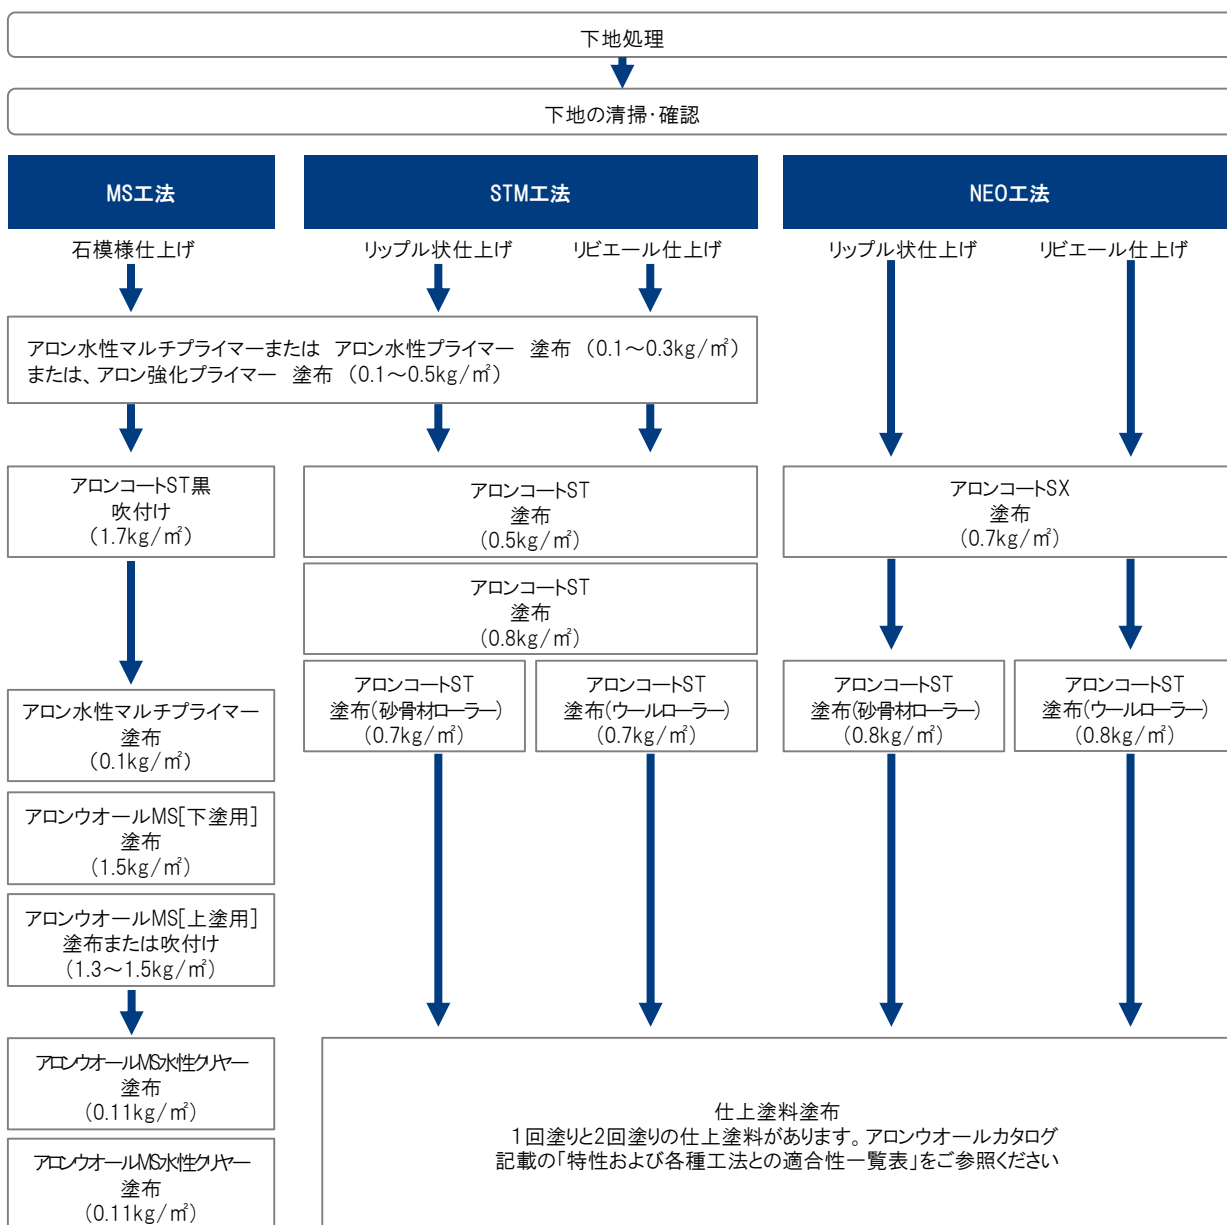 下地処理
下地の清掃・確認
MS工法
STM工法
NEO工法
石模様仕上げ
リップル状仕上げ
リビエール仕上げ
リップル状仕上げ
リビエール仕上げ
アロン水性マルチプライマーまたは アロン水性プライマー 塗布 （0.1～0.3kg/㎡）
または、アロン強化プライマー 塗布 （0.1～0.5kg/㎡）
アロンコートST黒
吹付け
（1.7kg/㎡）
アロンコートST
塗布
（0.5kg/㎡）
アロンコートSX
塗布
（0.7kg/㎡）
アロンコートST
塗布
（0.8kg/㎡）
アロンコートST
塗布（砂骨材ローラー）
（0.7kg/㎡）
アロンコートST
塗布（ウールローラー）
（0.7kg/㎡）
アロンコートST
塗布（砂骨材ローラー）
（0.8kg/㎡）
アロンコートST
塗布（ウールローラー）
（0.8kg/㎡）
アロン水性マルチプライマー
塗布
（0.1kg/㎡）
アロンウオールMS[下塗用]
塗布
（1.5kg/㎡）
アロンウオールMS[上塗用]
塗布または吹付け
（1.3～1.5kg/㎡）
アロンウオールMS水性クリヤー
塗布
（0.11kg/㎡）
アロンウオールMS水性クリヤー
塗布
（0.11kg/㎡）
仕上塗料塗布
1回塗りと2回塗りの仕上塗料があります。アロンウオールカタログ
記載の「特性および各種工法との適合性一覧表」をご参照ください